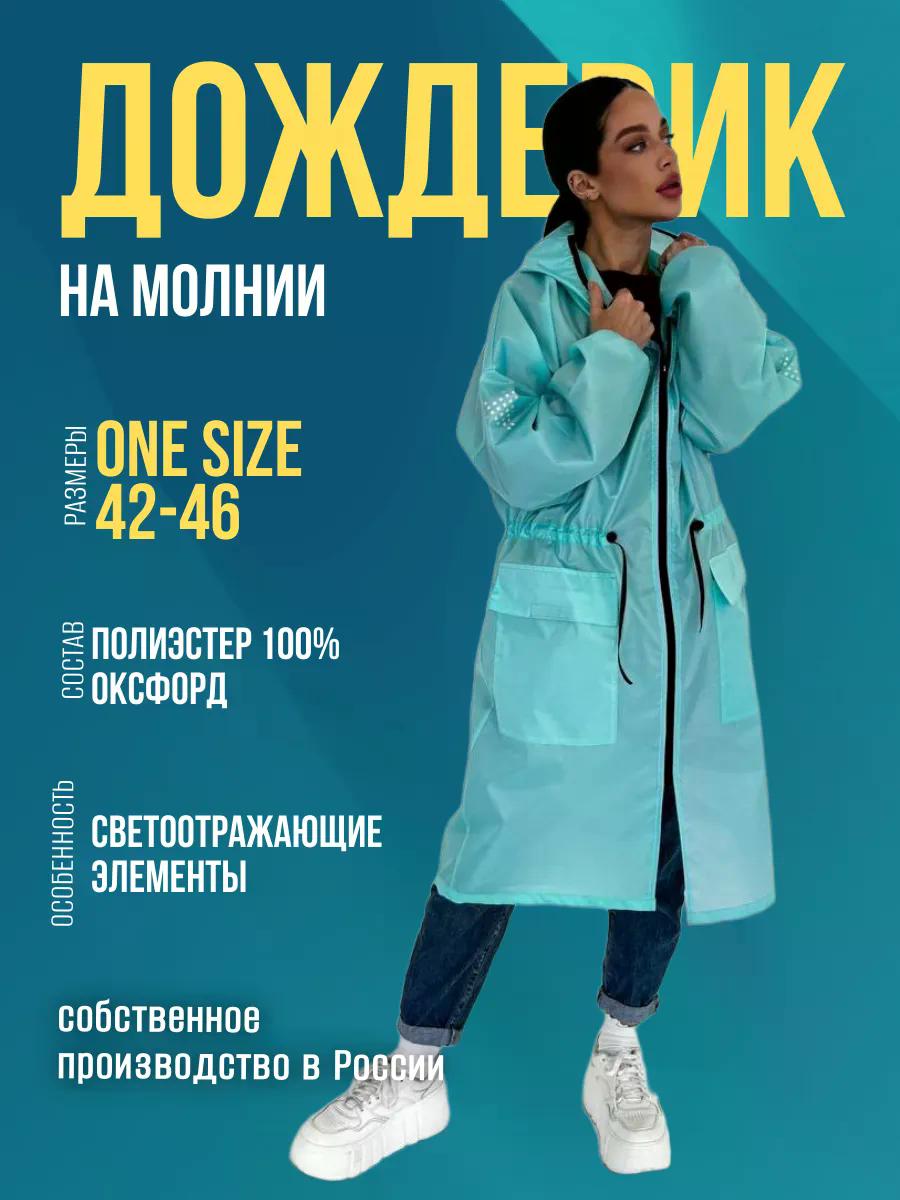 ДОЖДЕВИК
НА МОЛНИИ
РАЗМЕРЫ
ONE SIZE
42-46
СОСТАВ
ПОЛИЭСТЕР 100%
ОКСФОРД
ОСОБЕННОСТЬ
СВЕТООТРАЖАЮЩИЕ
ЭЛЕМЕНТЫ
собственное
производство в России